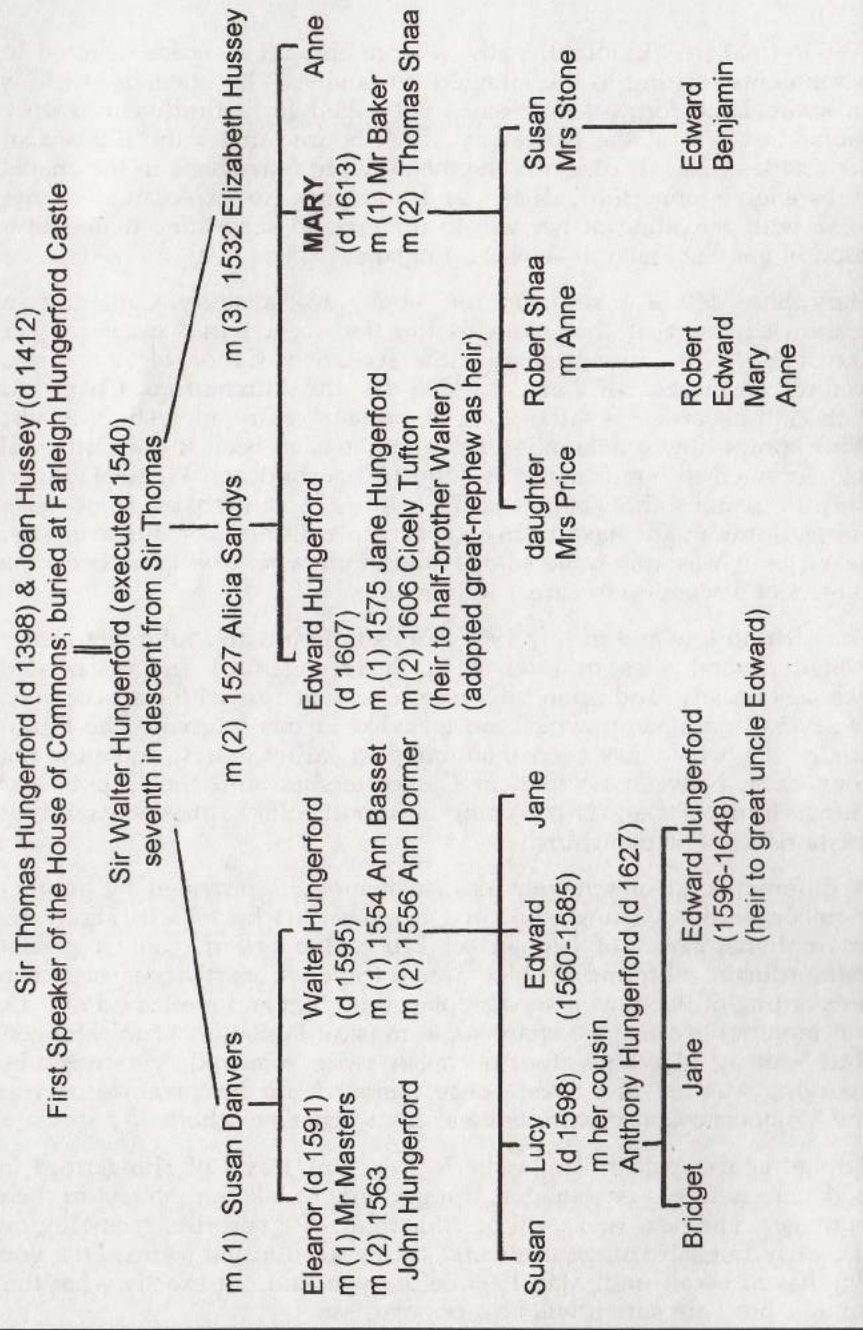 Sir Thomas Hungerford (d 1398) & Joan Hussey (d 1412)
First Speaker of the House of Commons; buried at Farleigh Hungerford Castle
Sir Walter Hungerford (executed 1540)
seventh in descent from Sir Thomas
m (1) Susan Danvers
m (2) 1527 Alicia Sandys
m (3) 1532 Elizabeth Hussey
Eleanor (d 1591)
m (1) Mr Masters
m (2) 1563
John Hungerford
Walter Hungerford
(d 1595)
m (1) 1554 Ann Basset
m (2) 1556 Ann Dormer
Edward Hungerford
(d 1607)
m (1) 1575 Jane Hungerford
m (2) 1606 Cicely Tufton
(heir to half-brother Walter)
(adopted great-nephew as heir)
MARY
(d 1613)
m (1) Mr Baker
m (2) Thomas Shaa
Anne
Susan
Lucy
(d 1598)
m her cousin
Anthony Hungerford (d 1627)
Edward
(1560-1585)
Jane
daughter
Mrs Price
Robert Shaa
m Anne
Susan
Mrs Stone
Bridget
Jane
Edward Hungerford
(1596-1648)
(heir to great uncle Edward)
Robert
Edward
Mary
Anne
Edward
Benjamin